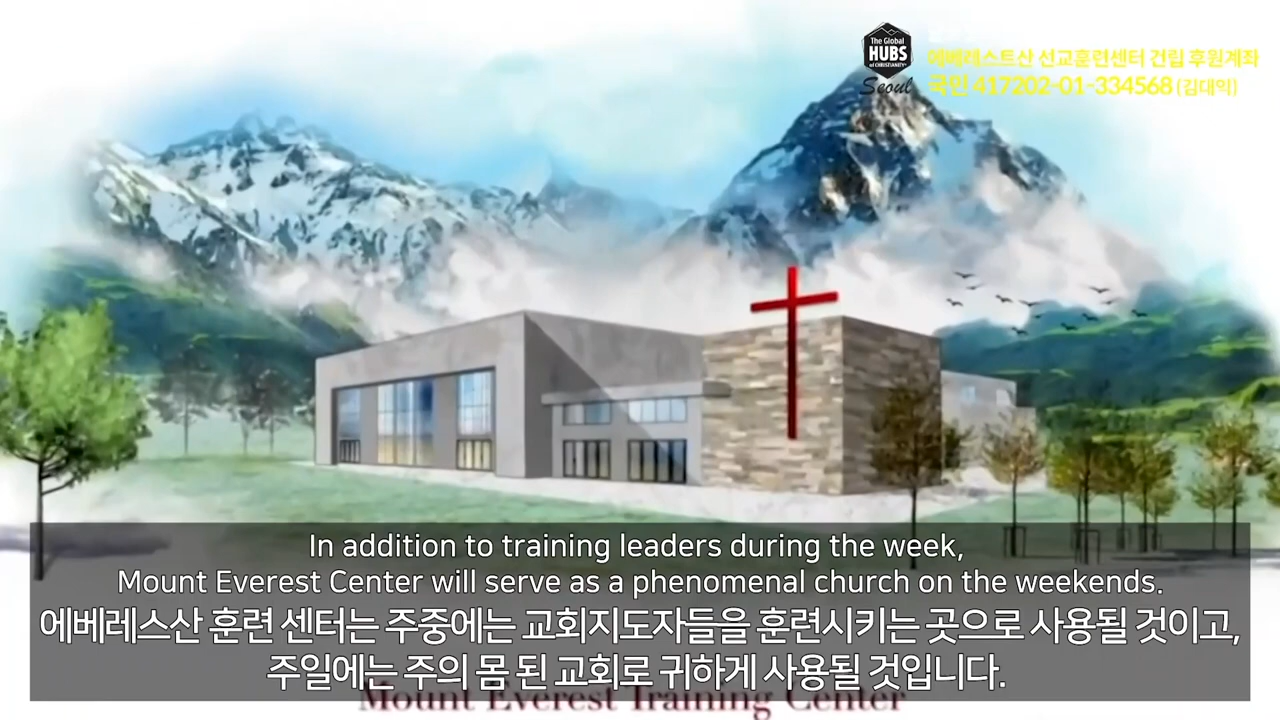 The Global
HUBS
of CHRISTIANITY
Seoul
에베레스트산 선교훈련센터 건립 후원계좌
국민 417202-01-334568 (김대익)
In addition to training leaders during the week,
Mount Everest Center will serve as a phenomenal church on the weekends.
에베레스산 훈련 센터는 주중에는 교회지도자들을 훈련시키는 곳으로 사용될 것이고,
주일에는 주의 몸 된 교회로 귀하게 사용될 것입니다.
Mount Everest Training Center